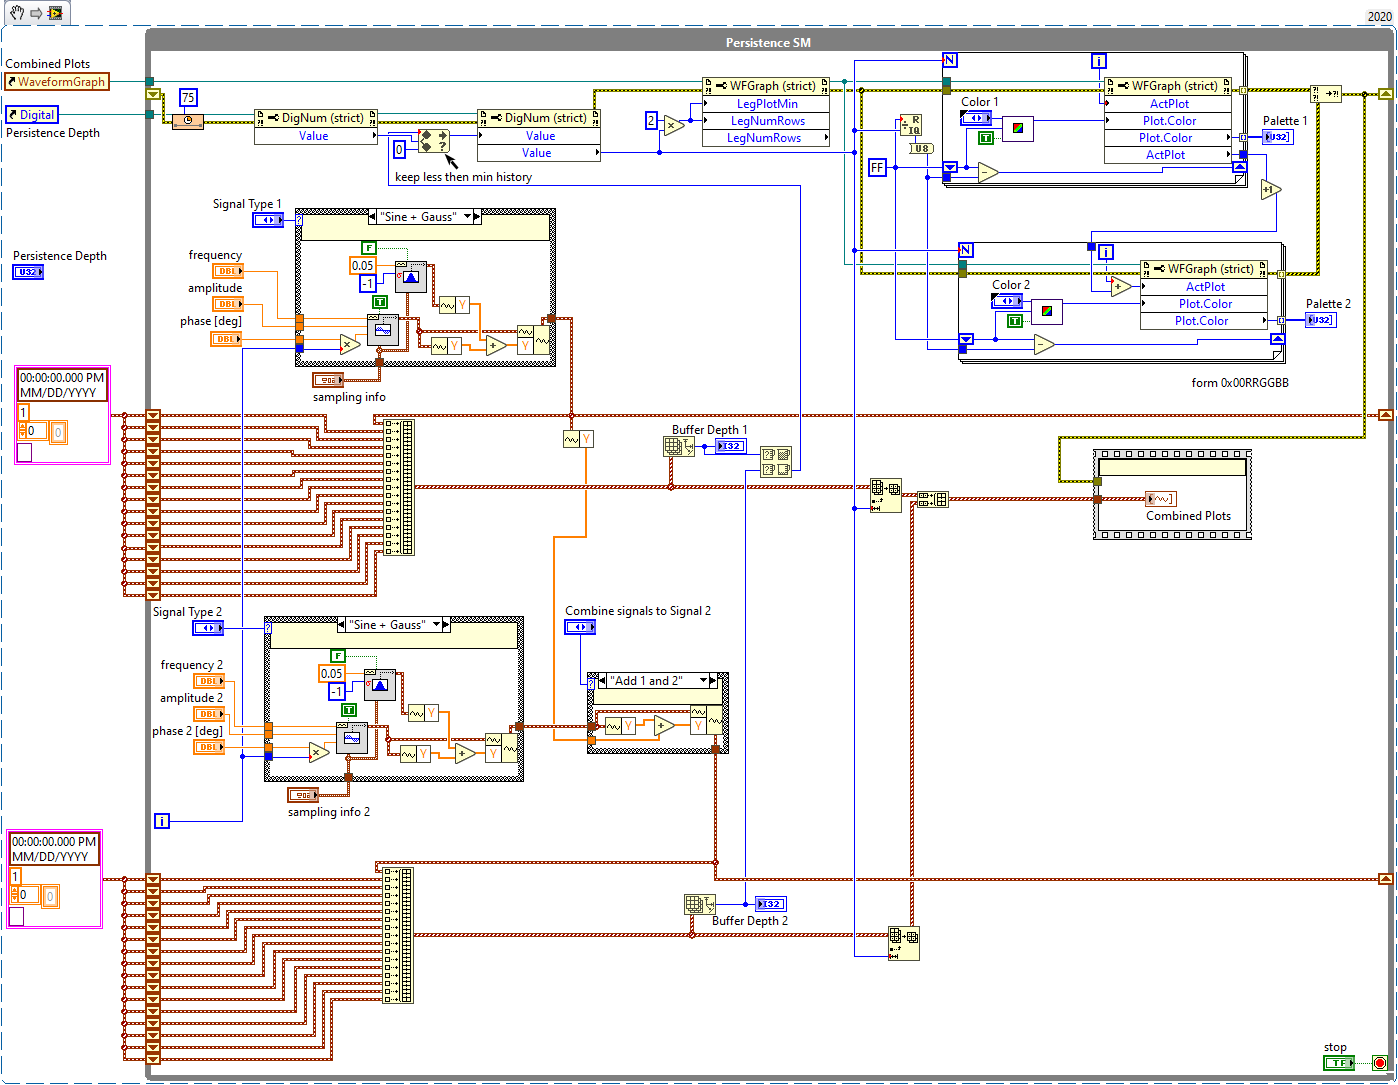 2020
Persistence SM
Combined Plots
WaveformGraph
Digital
Persistence Depth
75
DigNum (strict)
Value
0
keep less then min history
DigNum (strict)
Value
Value
2
WFGraph (strict)
LegPlotMin
LegNumRows
LegNumRows
N
i
Color 1
T
WFGraph (strict)
ActPlot
Plot.Color
Plot.Color
ActPlot
Palette 1
U32
R
IQ
U8
FF
+1
N
i
Color 2
T
WFGraph (strict)
ActPlot
Plot.Color
Plot.Color
Palette 2
U32
form 0x00RRGGBB
Persistence Depth
U32
Signal Type 1
"Sine + Gauss"
frequency
DBL
amplitude
DBL
phase [deg]
DBL
F
0.05
-1
T
Y
Y
Y
sampling info
00:00:00.000 PM
MM/DD/YYYY
1
0
0
Y
Buffer Depth 1
I32
Combined Plots
Signal Type 2
"Sine + Gauss"
frequency 2
DBL
amplitude 2
DBL
phase 2 [deg]
DBL
F
0.05
-1
T
Y
Y
Y
sampling info 2
i
Combine signals to Signal 2
"Add 1 and 2"
Y
Y
00:00:00.000 PM
MM/DD/YYYY
1
0
0
Buffer Depth 2
I32
stop
TF